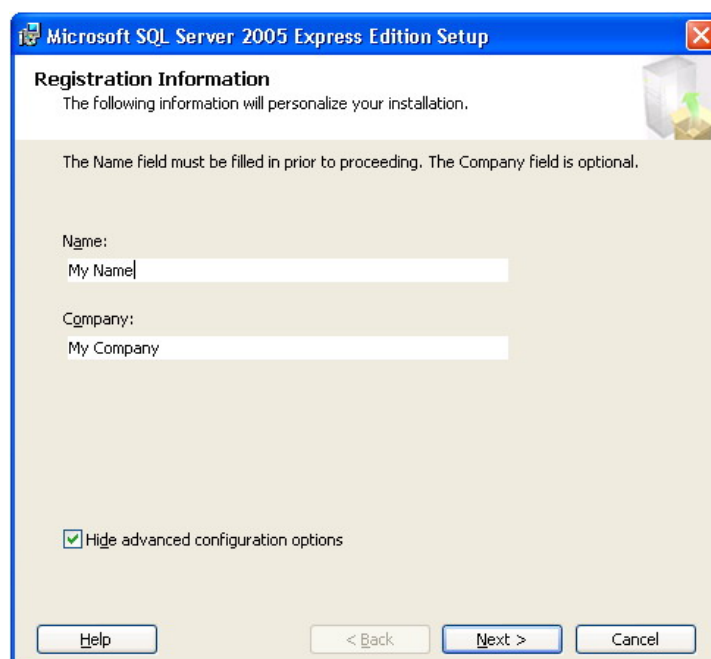 Microsoft SQL Server 2005 Express Edition Setup
Registration Information
The following information will personalize your installation.
The Name field must be filled in prior to proceeding. The Company field is optional.
Name:
My Name
Company:
My Company
Hide advanced configuration options
Help
< Back
Next >
Cancel